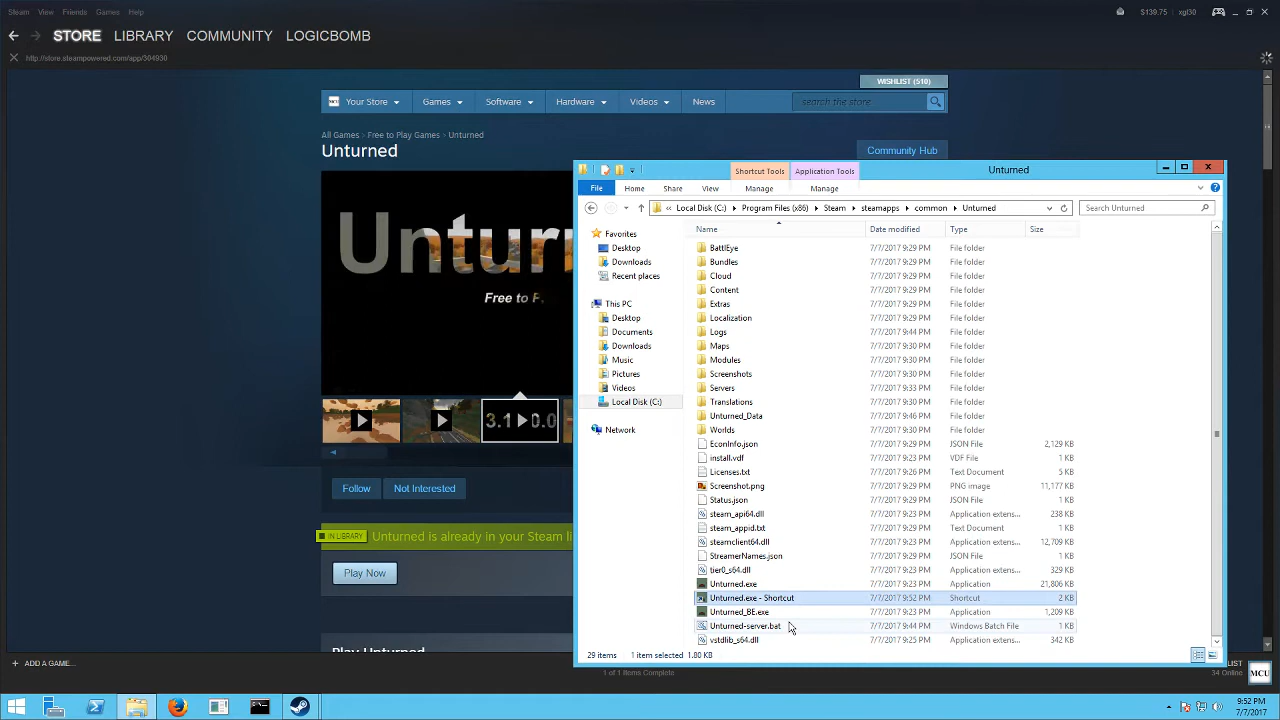 Steam View Friends Games Help $139.75 xgl30
STORE LIBRARY COMMUNITY LOGICBOMB
http://store.steampowered.com/app/304930
WISHLIST (510)
MCU Your Store Games Software Hardware Videos News search the store
All Games > Free to Play Games > Unturned
Unturned
Community Hub
Unturn
Free to P
3.1 0.0
Follow Not Interested
IN LIBRARY Unturned is already in your Steam li
Play Now
Play Unturned
Shortcut Tools Application Tools Unturned
File Home Share View Manage Manage
« Local Disk (C:) Program Files (x86) Steam steamapps common Unturned Search Unturned
Name Date modified Type Size
Favorites
Desktop
Downloads
Recent places
This PC
Desktop
Documents
Downloads
Music
Pictures
Videos
Local Disk (C:)
Network
BattlEye 7/7/2017 9:29 PM File folder
Bundles 7/7/2017 9:29 PM File folder
Cloud 7/7/2017 9:29 PM File folder
Content 7/7/2017 9:29 PM File folder
Extras 7/7/2017 9:29 PM File folder
Localization 7/7/2017 9:29 PM File folder
Logs 7/7/2017 9:44 PM File folder
Maps 7/7/2017 9:30 PM File folder
Modules 7/7/2017 9:30 PM File folder
Screenshots 7/7/2017 9:30 PM File folder
Servers 7/7/2017 9:33 PM File folder
Translations 7/7/2017 9:30 PM File folder
Unturned_Data 7/7/2017 9:46 PM File folder
Worlds 7/7/2017 9:30 PM File folder
EconInfo.json 7/7/2017 9:29 PM JSON File 2,129 KB
install.vdf 7/7/2017 9:30 PM VDF File 1 KB
Licenses.txt 7/7/2017 9:26 PM Text Document 5 KB
Screenshot.png 7/7/2017 9:29 PM PNG image 11,177 KB
Status.json 7/7/2017 9:29 PM JSON File 1 KB
steam_api64.dll 7/7/2017 9:23 PM Application extens... 238 KB
steam_appid.txt 7/7/2017 9:23 PM Text Document 1 KB
steamclient64.dll 7/7/2017 9:23 PM Application extens... 12,709 KB
StreamerNames.json 7/7/2017 9:29 PM JSON File 1 KB
tier0_s64.dll 7/7/2017 9:23 PM Application extens... 329 KB
Unturned.exe 7/7/2017 9:23 PM Application 21,806 KB
Unturned.exe - Shortcut 7/7/2017 9:52 PM Shortcut 2 KB
Unturned_BE.exe 7/7/2017 9:23 PM Application 1,209 KB
Unturned-server.bat 7/7/2017 9:44 PM Windows Batch File 1 KB
vstdlib_s64.dll 7/7/2017 9:25 PM Application extens... 342 KB
29 items 1 item selected 1.80 KB
ADD A GAME...
1 of 1 Items Complete
LIST
34 Online
MCU
9:52 PM
7/7/2017